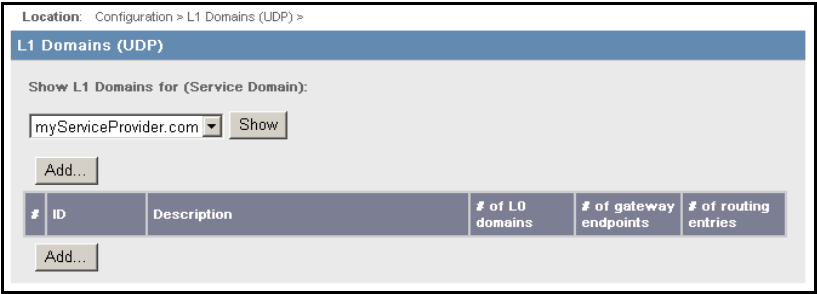 Location: Configuration > L1 Domains (UDP) >
L1 Domains (UDP)
Show L1 Domains for (Service Domain):
myServiceProvider.com Show
Add...
# ID Description # of L0 domains # of gateway endpoints # of routing entries
Add...